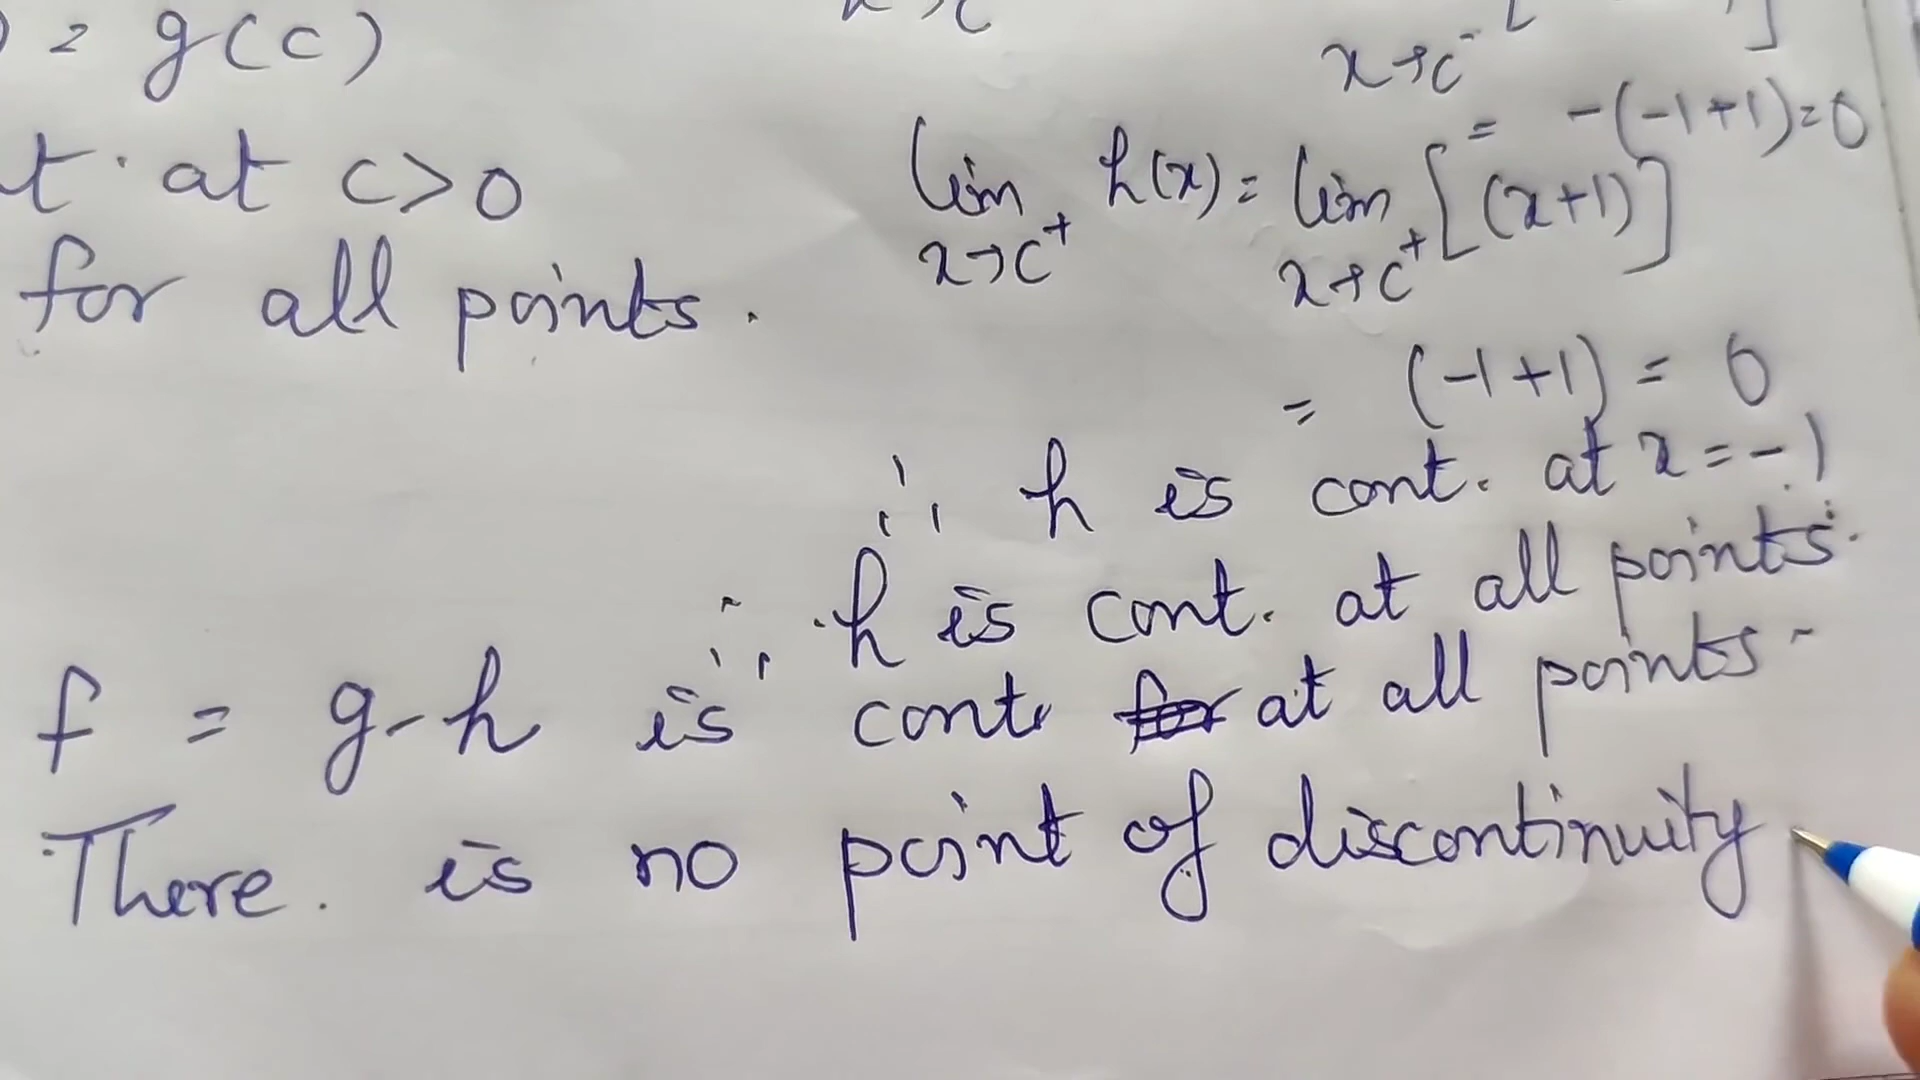 = g(c)
t. at c>0
for all points.
x→c⁻
= -(-1+1)=0
lim h(x) = lim [(x+1)]
x→c⁺ x→c⁺
= (-1+1) = 0
∴ h is cont. at x = -1
∴ h is cont. at all points.
f = g-h is cont. at all points.
There is no point of discontinuity